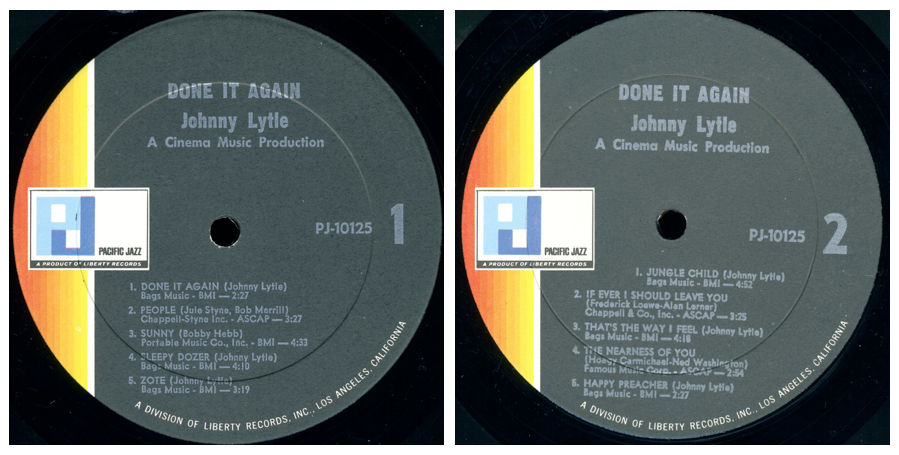 DONE IT AGAIN
Johnny Lytle
A Cinema Music Production
PJ
PACIFIC JAZZ
A PRODUCT OF LIBERTY RECORDS
PJ-10125
1
1. DONE IT AGAIN (Johnny Lytle)
Bags Music - BMI — 2:27
2. PEOPLE (Jule Styne, Bob Merrill)
Chappell-Styne Inc. - ASCAP — 3:27
3. SUNNY (Bobby Hebb)
Portable Music Co., Inc. - BMI — 4:33
4. SLEEPY DOZER (Johnny Lytle)
Bags Music - BMI — 4:10
5. ZOTE (Johnny Lytle)
Bags Music - BMI — 3:19
A DIVISION OF LIBERTY RECORDS, INC., LOS ANGELES, CALIFORNIA
DONE IT AGAIN
Johnny Lytle
A Cinema Music Production
PJ
PACIFIC JAZZ
A PRODUCT OF LIBERTY RECORDS
PJ-10125
2
1. JUNGLE CHILD (Johnny Lytle)
Bags Music - BMI — 4:52
2. IF EVER I SHOULD LEAVE YOU
(Frederick Loewe-Alan Lerner)
Chappell & Co., Inc. - ASCAP — 3:25
3. THAT'S THE WAY I FEEL (Johnny Lytle)
Bags Music - BMI — 4:18
4. THE NEARNESS OF YOU
(Hoagy Carmichael-Ned Washington)
Famous Music Corp. - ASCAP — 2:54
5. HAPPY PREACHER (Johnny Lytle)
Bags Music - BMI — 2:27
A DIVISION OF LIBERTY RECORDS, INC., LOS ANGELES, CALIFORNIA